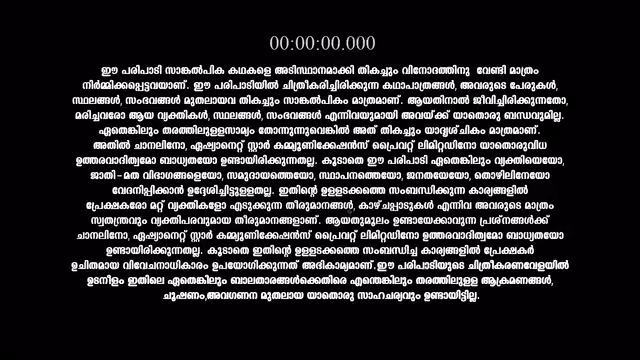 00:00:00.000
ഈ പരിപാടി സാങ്കൽപിക കഥകളെ അടിസ്ഥാനമാക്കി തികച്ചും വിനോദത്തിനു വേണ്ടി മാത്രം
നിർമ്മിക്കപ്പെട്ടവയാണ്. ഈ പരിപാടിയിൽ ചിത്രീകരിച്ചിരിക്കുന്ന കഥാപാത്രങ്ങൾ, അവരുടെ പേരുകൾ,
സ്ഥലങ്ങൾ, സംഭവങ്ങൾ മുതലായവ തികച്ചും സാങ്കൽപികം മാത്രമാണ്. ആയതിനാൽ ജീവിച്ചിരിക്കുന്നതോ,
മരിച്ചവരോ ആയ വ്യക്തികൾ, സ്ഥലങ്ങൾ, സംഭവങ്ങൾ എന്നിവയുമായി അവയ്ക്ക് യാതൊരു ബന്ധവുമില്ല.
ഏതെങ്കിലും തരത്തിലുളളസാമ്യം തോന്നുന്നുവെങ്കിൽ അത് തികച്ചും യാദൃശ്ചികം മാത്രമാണ്.
അതിൽ ചാനലിനോ, ഏഷ്യാനെറ്റ് സ്റ്റാർ കമ്മ്യൂണിക്കേഷൻസ് പ്രൈവറ്റ് ലിമിറ്റഡിനോ യാതൊരുവിധ
ഉത്തരവാദിത്വമോ ബാധ്യതയോ ഉണ്ടായിരിക്കുന്നതല്ല. കൂടാതെ ഈ പരിപാടി ഏതെങ്കിലും വ്യക്തിയെയോ,
ജാതി-മത വിഭാഗങ്ങളെയോ, സമുദായത്തെയോ, സ്ഥാപനത്തെയോ, ജനതയേയോ, തൊഴിലിനേയോ
വേദനിപ്പിക്കാൻ ഉദ്ദേശിച്ചിട്ടുളളതല്ല. ഇതിന്റെ ഉളളടക്കത്തെ സംബന്ധിക്കുന്ന കാര്യങ്ങളിൽ
പ്രേക്ഷകരോ മറ്റ് വ്യക്തികളോ എടുക്കുന്ന തീരുമാനങ്ങൾ, കാഴ്ചപ്പാടുകൾ എന്നിവ അവരുടെ മാത്രം
സ്വതന്ത്രവും വ്യക്തിപരവുമായ തീരുമാനങ്ങളാണ്. ആയതുമൂലം ഉണ്ടായേക്കാവുന്ന പ്രശ്നങ്ങൾക്ക്
ചാനലിനോ, ഏഷ്യാനെറ്റ് സ്റ്റാർ കമ്മ്യൂണിക്കേഷൻസ് പ്രൈവറ്റ് ലിമിറ്റഡിനോ ഉത്തരവാദിത്വമോ ബാധ്യതയോ
ഉണ്ടായിരിക്കുന്നതല്ല. കൂടാതെ ഇതിന്റെ ഉളളടക്കത്തെ സംബന്ധിച്ച കാര്യങ്ങളിൽ പ്രേക്ഷകർ
ഉചിതമായ വിവേചനാധികാരം ഉപയോഗിക്കുന്നത് അഭികാമ്യമാണ്.ഈ പരിപാടിയുടെ ചിത്രീകരണവേളയിൽ
ഉടനീളം ഇതിലെ ഏതെങ്കിലും ബാലതാരങ്ങൾക്കെതിരെ എന്തെങ്കിലും തരത്തിലുളള ആക്രമണങ്ങൾ,
ചൂഷണം,അവഗണന മുതലായ യാതൊരു സാഹചര്യവും ഉണ്ടായിട്ടില്ല.